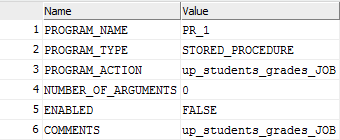 Name Value
1 PROGRAM_NAME PR_1
2 PROGRAM_TYPE STORED_PROCEDURE
3 PROGRAM_ACTION up_students_grades_JOB
4 NUMBER_OF_ARGUMENTS 0
5 ENABLED FALSE
6 COMMENTS up_students_grades_JOB